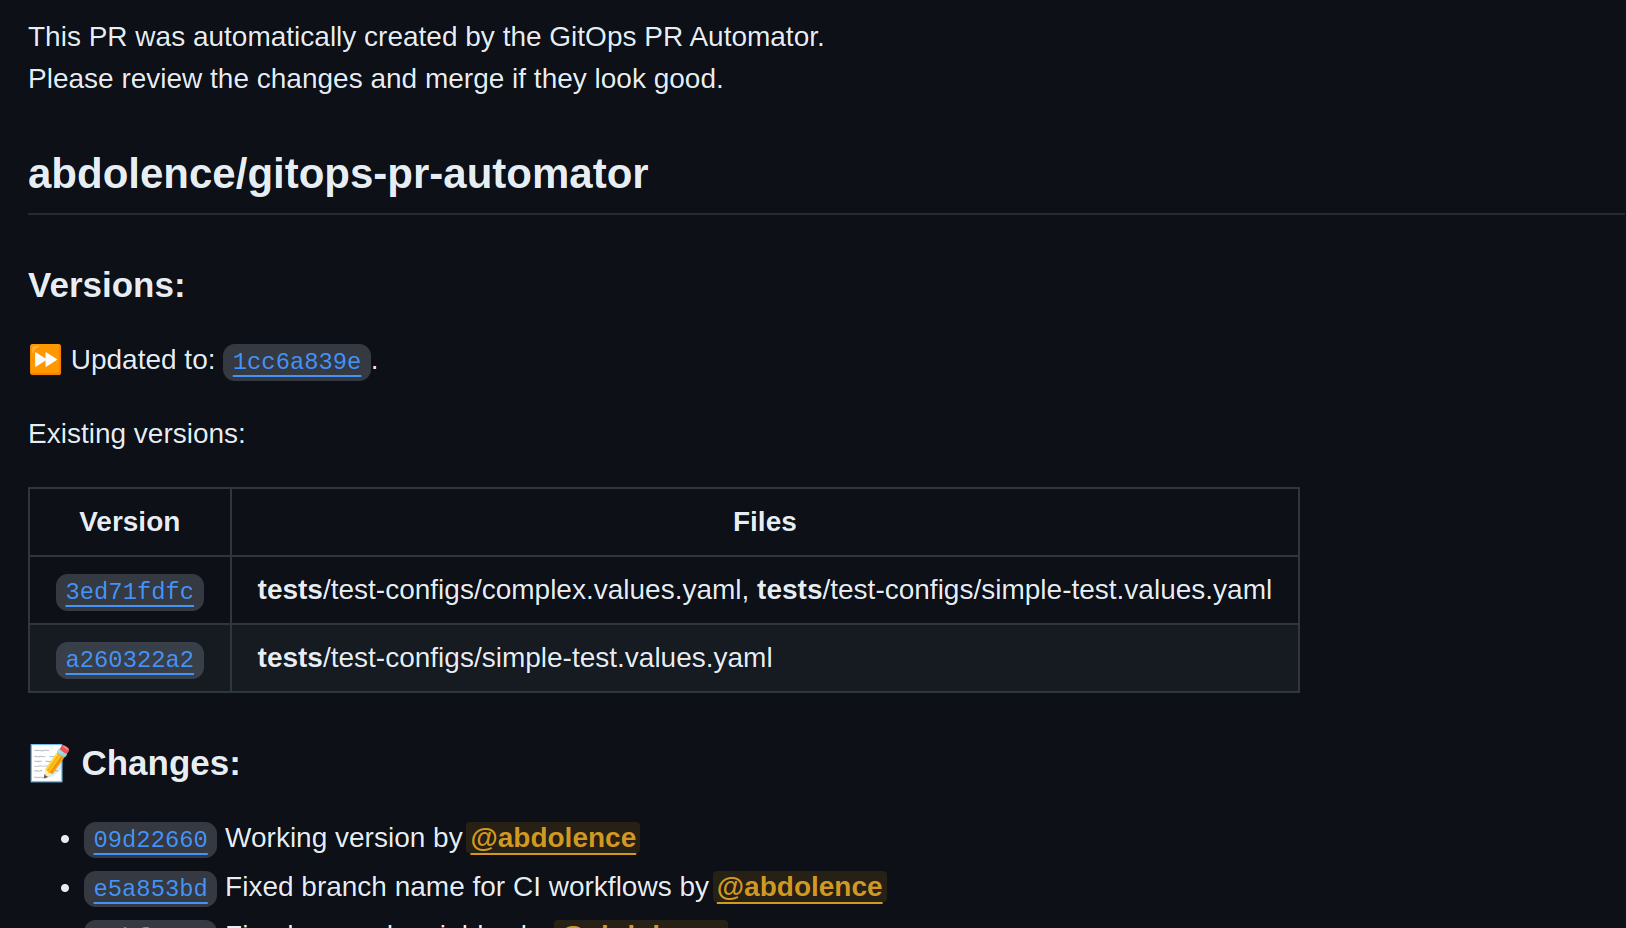 This PR was automatically created by the GitOps PR Automator.
Please review the changes and merge if they look good.
abdolence/gitops-pr-automator
Versions:
⏩ Updated to: 1cc6a839e.
Existing versions:
Version Files
3ed71fdfc tests/test-configs/complex.values.yaml, tests/test-configs/simple-test.values.yaml
a260322a2 tests/test-configs/simple-test.values.yaml
📝 Changes:
• 09d22660 Working version by @abdolence
• e5a853bd Fixed branch name for CI workflows by @abdolence